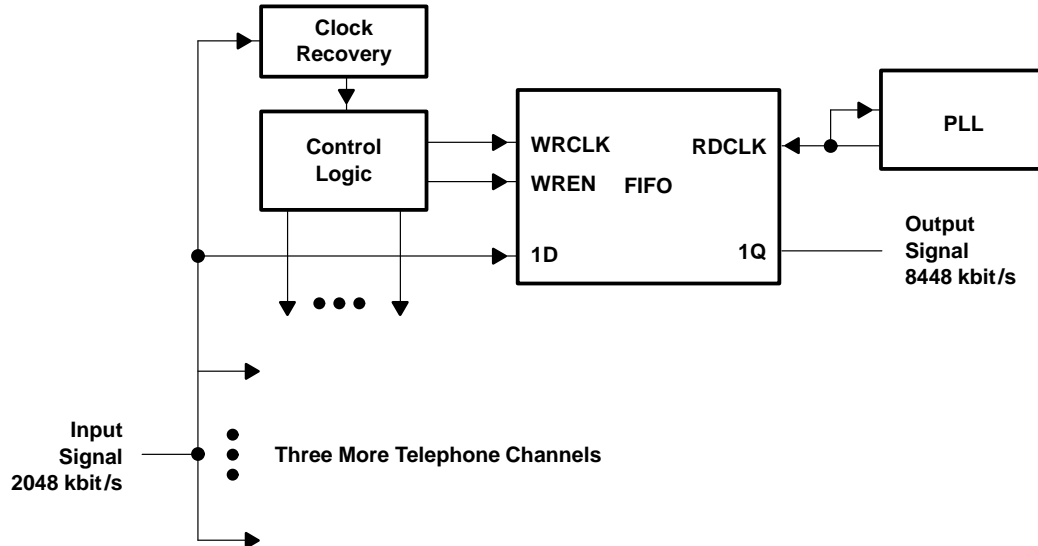 Clock
Recovery
Control
Logic
WRCLK
WREN
FIFO
1D
RDCLK
1Q
PLL
Output
Signal
8448 kbit/s
Input
Signal
2048 kbit/s
Three More Telephone Channels